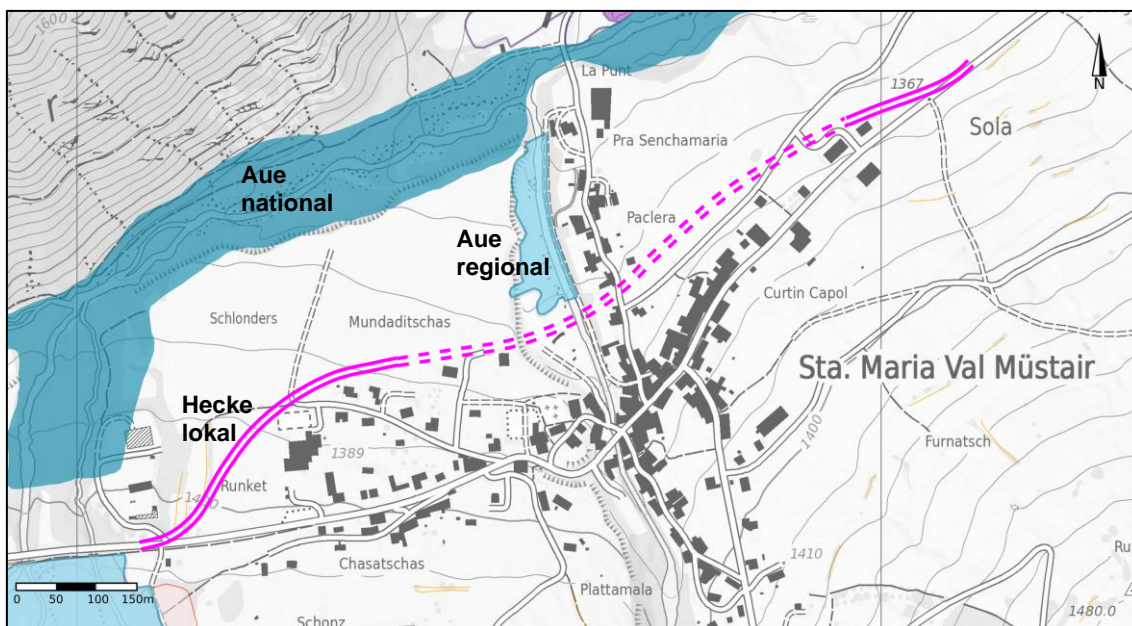 1600
La Punt
1367
N
Sola
Pra Senchamaria
Aue
national
Paclera
Aue
regional
Curtin Capol
Schlonders
Mundaditschas
Sta. Maria Val Müstair
Hecke
lokal
1400
Furnatsch
1389
Runket
1410
Chasatschas
Plattamala
0 50 100 150m
Schonz
1480.0